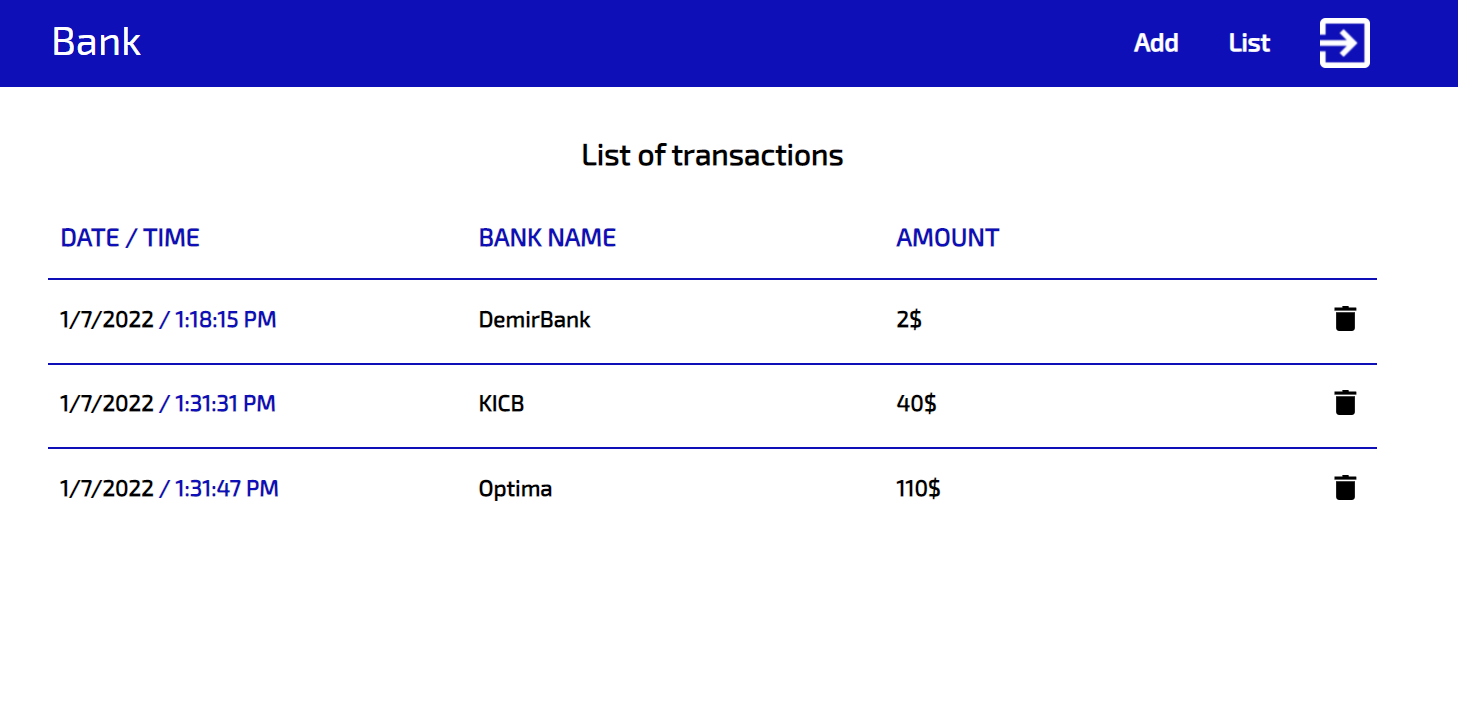 Bank Add List
List of transactions
DATE / TIME BANK NAME AMOUNT
1/7/2022 / 1:18:15 PM DemirBank 2$
1/7/2022 / 1:31:31 PM KICB 40$
1/7/2022 / 1:31:47 PM Optima 110$